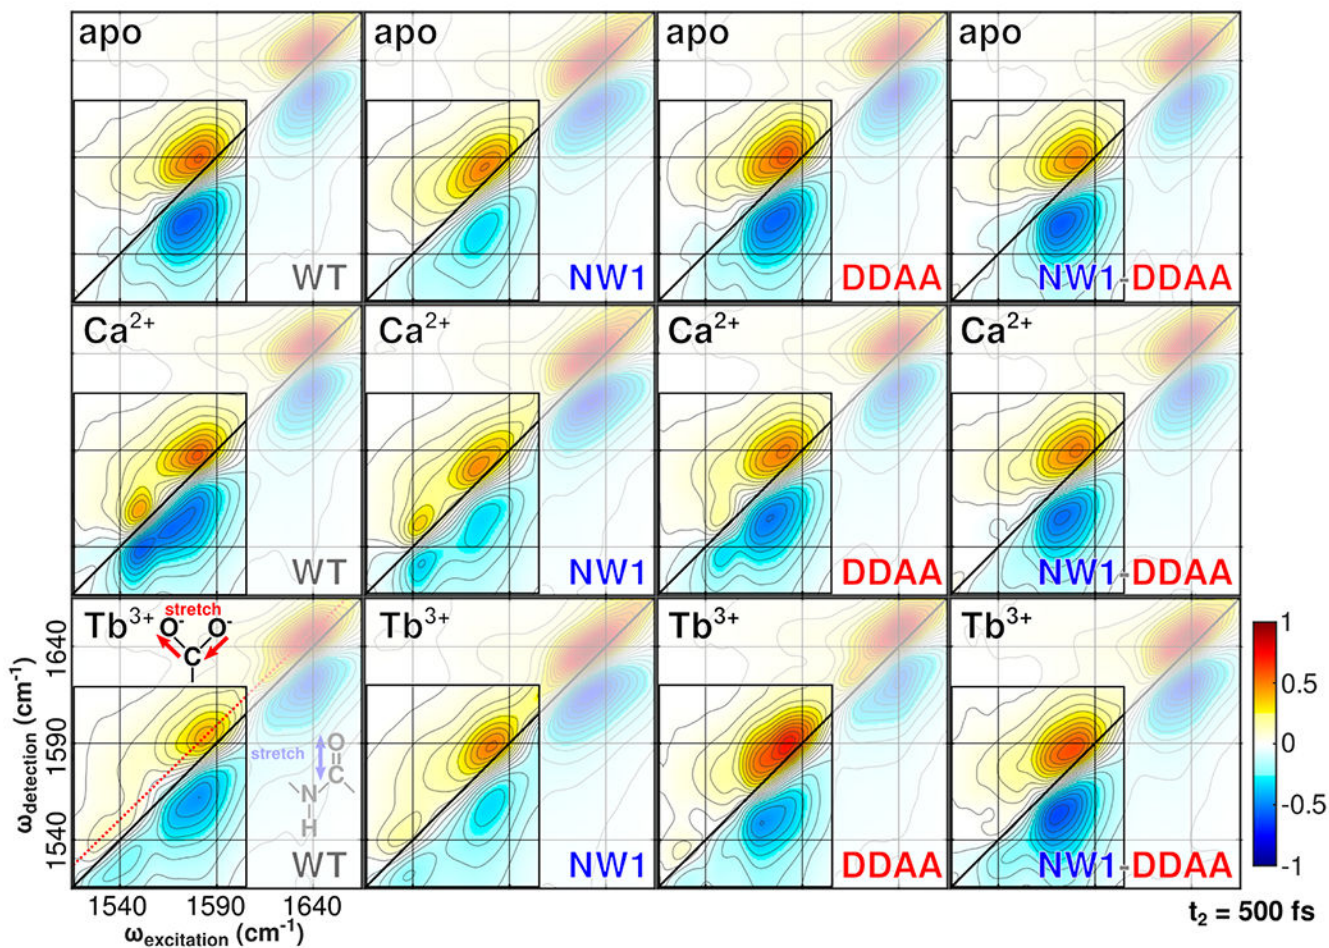 apo
apo
apo
apo
WT
NW1
DDAA
NW1-DDAA
Ca²⁺
Ca²⁺
Ca²⁺
Ca²⁺
WT
NW1
DDAA
NW1-DDAA
Tb³⁺
stretch
O⁻ O⁻
C
Tb³⁺
Tb³⁺
Tb³⁺
stretch
O
C
N
H
WT
NW1
DDAA
NW1-DDAA
1640
1590
1540
ω_detection (cm⁻¹)
1540 1590 1640
ω_excitation (cm⁻¹)
1
0.5
0
-0.5
-1
t₂ = 500 fs